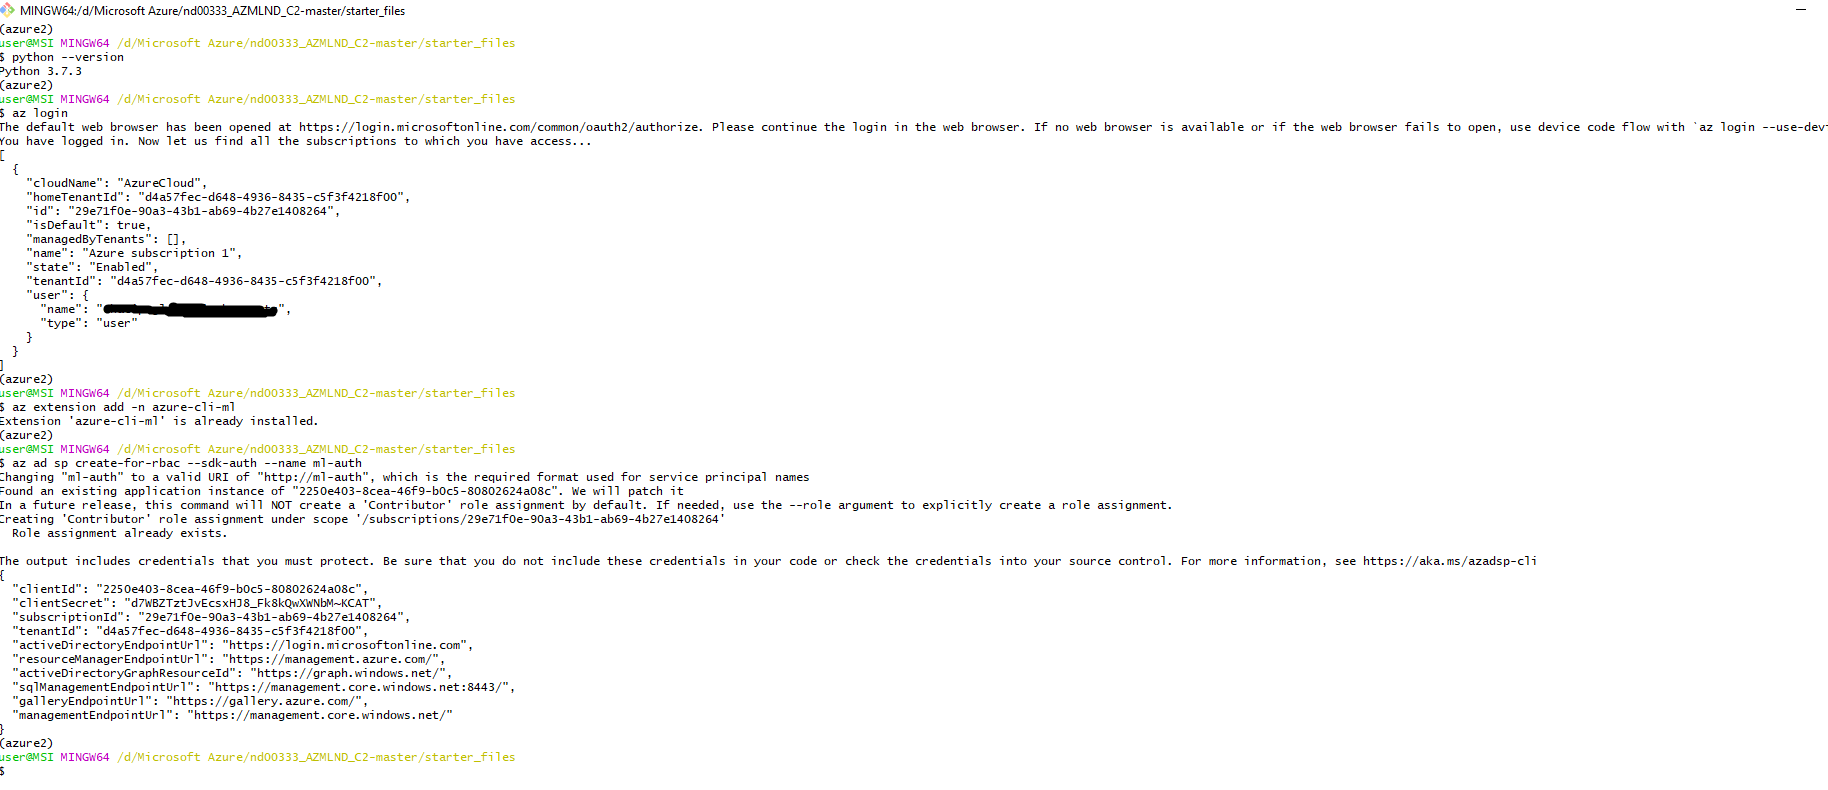 MINGW64:/d/Microsoft Azure/nd00333_AZMLND_C2-master/starter_files
(azure2)
user@MSI MINGW64 /d/Microsoft Azure/nd00333_AZMLND_C2-master/starter_files
$ python --version
Python 3.7.3
(azure2)
user@MSI MINGW64 /d/Microsoft Azure/nd00333_AZMLND_C2-master/starter_files
$ az login
The default web browser has been opened at https://login.microsoftonline.com/common/oauth2/authorize. Please continue the login in the web browser. If no web browser is available or if the web browser fails to open, use device code flow with `az login --use-dev
You have logged in. Now let us find all the subscriptions to which you have access...
[
  {
    "cloudName": "AzureCloud",
    "homeTenantId": "d4a57fec-d648-4936-8435-c5f3f4218f00",
    "id": "29e71f0e-90a3-43b1-ab69-4b27e1408264",
    "isDefault": true,
    "managedByTenants": [],
    "name": "Azure subscription 1",
    "state": "Enabled",
    "tenantId": "d4a57fec-d648-4936-8435-c5f3f4218f00",
    "user": {
      "name": "",
      "type": "user"
    }
  }
]
(azure2)
user@MSI MINGW64 /d/Microsoft Azure/nd00333_AZMLND_C2-master/starter_files
$ az extension add -n azure-cli-ml
Extension 'azure-cli-ml' is already installed.
(azure2)
user@MSI MINGW64 /d/Microsoft Azure/nd00333_AZMLND_C2-master/starter_files
$ az ad sp create-for-rbac --sdk-auth --name ml-auth
Changing "ml-auth" to a valid URI of "http://ml-auth", which is the required format used for service principal names
Found an existing application instance of "2250e403-8cea-46f9-b0c5-80802624a08c". We will patch it
In a future release, this command will NOT create a 'Contributor' role assignment by default. If needed, use the --role argument to explicitly create a role assignment.
Creating 'Contributor' role assignment under scope '/subscriptions/29e71f0e-90a3-43b1-ab69-4b27e1408264'
  Role assignment already exists.
The output includes credentials that you must protect. Be sure that you do not include these credentials in your code or check the credentials into your source control. For more information, see https://aka.ms/azadsp-cli
{
  "clientId": "2250e403-8cea-46f9-b0c5-80802624a08c",
  "clientSecret": "d7WBZTztJvEcsxHJ8_Fk8kQwXWNbM~KCAT",
  "subscriptionId": "29e71f0e-90a3-43b1-ab69-4b27e1408264",
  "tenantId": "d4a57fec-d648-4936-8435-c5f3f4218f00",
  "activeDirectoryEndpointUrl": "https://login.microsoftonline.com",
  "resourceManagerEndpointUrl": "https://management.azure.com/",
  "activeDirectoryGraphResourceId": "https://graph.windows.net/",
  "sqlManagementEndpointUrl": "https://management.core.windows.net:8443/",
  "galleryEndpointUrl": "https://gallery.azure.com/",
  "managementEndpointUrl": "https://management.core.windows.net/"
}
(azure2)
user@MSI MINGW64 /d/Microsoft Azure/nd00333_AZMLND_C2-master/starter_files
$